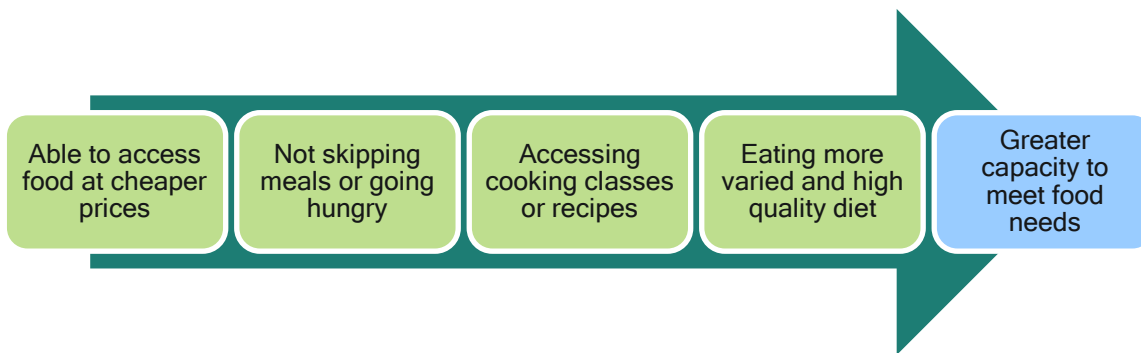 Able to access
food at cheaper
prices
Not skipping
meals or going
hungry
Accessing
cooking classes
or recipes
Eating more
varied and high
quality diet
Greater
capacity to
meet food
needs